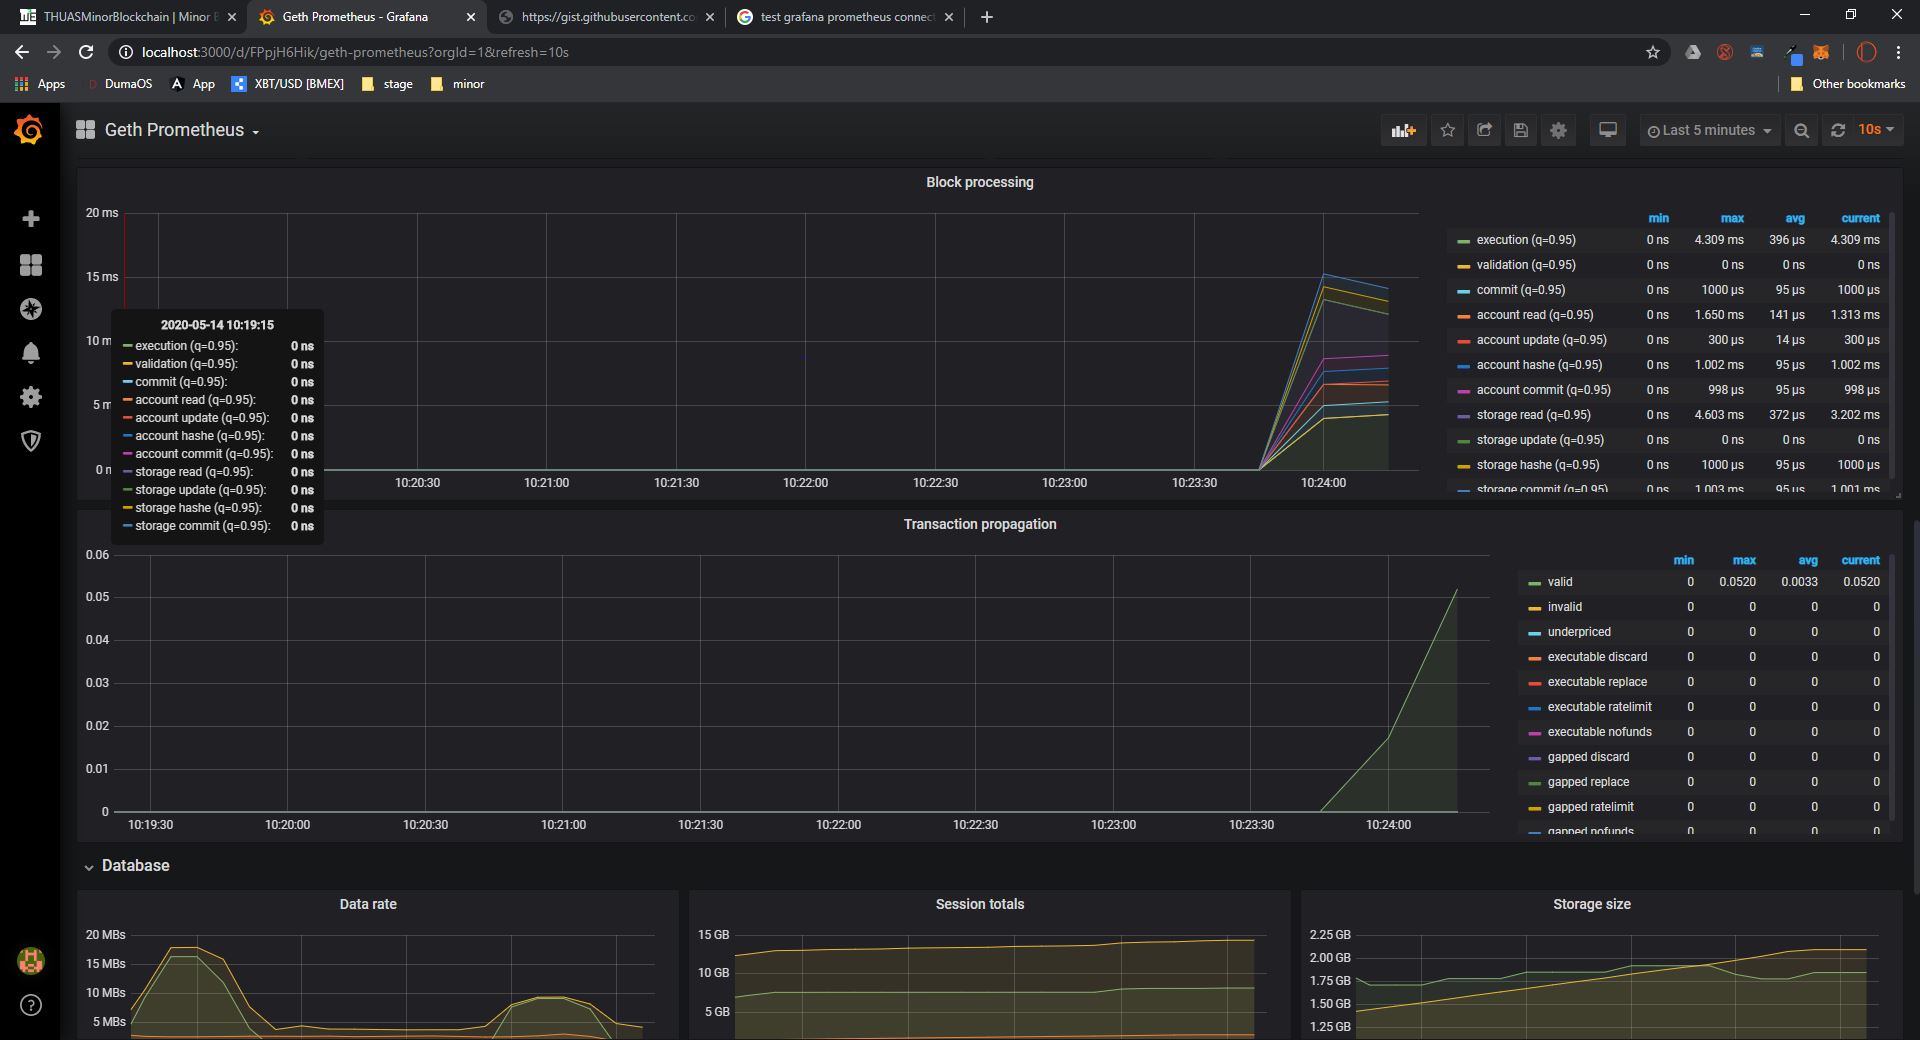 THUASMinorBlockchain | Minor B
Geth Prometheus - Grafana
https://gist.githubusercontent.co
test grafana prometheus connect
localhost:3000/d/FPpjH6Hik/geth-prometheus?orgId=1&refresh=10s
Apps
DumaOS
App
XBT/USD [BMEX]
stage
minor
Other bookmarks
Geth Prometheus
Last 5 minutes
10s
Block processing
20 ms
15 ms
10 m
5 m
0 n
10:20:30 10:21:00 10:21:30 10:22:00 10:22:30 10:23:00 10:23:30 10:24:00
2020-05-14 10:19:15
execution (q=0.95): 0 ns
validation (q=0.95): 0 ns
commit (q=0.95): 0 ns
account read (q=0.95): 0 ns
account update (q=0.95): 0 ns
account hashe (q=0.95): 0 ns
account commit (q=0.95): 0 ns
storage read (q=0.95): 0 ns
storage update (q=0.95): 0 ns
storage hashe (q=0.95): 0 ns
storage commit (q=0.95): 0 ns
min max avg current
execution (q=0.95) 0 ns 4.309 ms 396 µs 4.309 ms
validation (q=0.95) 0 ns 0 ns 0 ns 0 ns
commit (q=0.95) 0 ns 1000 µs 95 µs 1000 µs
account read (q=0.95) 0 ns 1.650 ms 141 µs 1.313 ms
account update (q=0.95) 0 ns 300 µs 14 µs 300 µs
account hashe (q=0.95) 0 ns 1.002 ms 95 µs 1.002 ms
account commit (q=0.95) 0 ns 998 µs 95 µs 998 µs
storage read (q=0.95) 0 ns 4.603 ms 372 µs 3.202 ms
storage update (q=0.95) 0 ns 0 ns 0 ns 0 ns
storage hashe (q=0.95) 0 ns 1000 µs 95 µs 1000 µs
storage commit (q=0.95) 0 ns 1.003 ms 95 µs 1.001 ms
Transaction propagation
0.06
0.05
0.04
0.03
0.02
0.01
0
10:19:30 10:20:00 10:20:30 10:21:00 10:21:30 10:22:00 10:22:30 10:23:00 10:23:30 10:24:00
min max avg current
valid 0 0.0520 0.0033 0.0520
invalid 0 0 0 0
underpriced 0 0 0 0
executable discard 0 0 0 0
executable replace 0 0 0 0
executable ratelimit 0 0 0 0
executable nofunds 0 0 0 0
gapped discard 0 0 0 0
gapped replace 0 0 0 0
gapped ratelimit 0 0 0 0
gapped nofunds 0 0 0 0
Database
Data rate
20 MBs
15 MBs
10 MBs
5 MBs
Session totals
15 GB
10 GB
5 GB
Storage size
2.25 GB
2.00 GB
1.75 GB
1.50 GB
1.25 GB